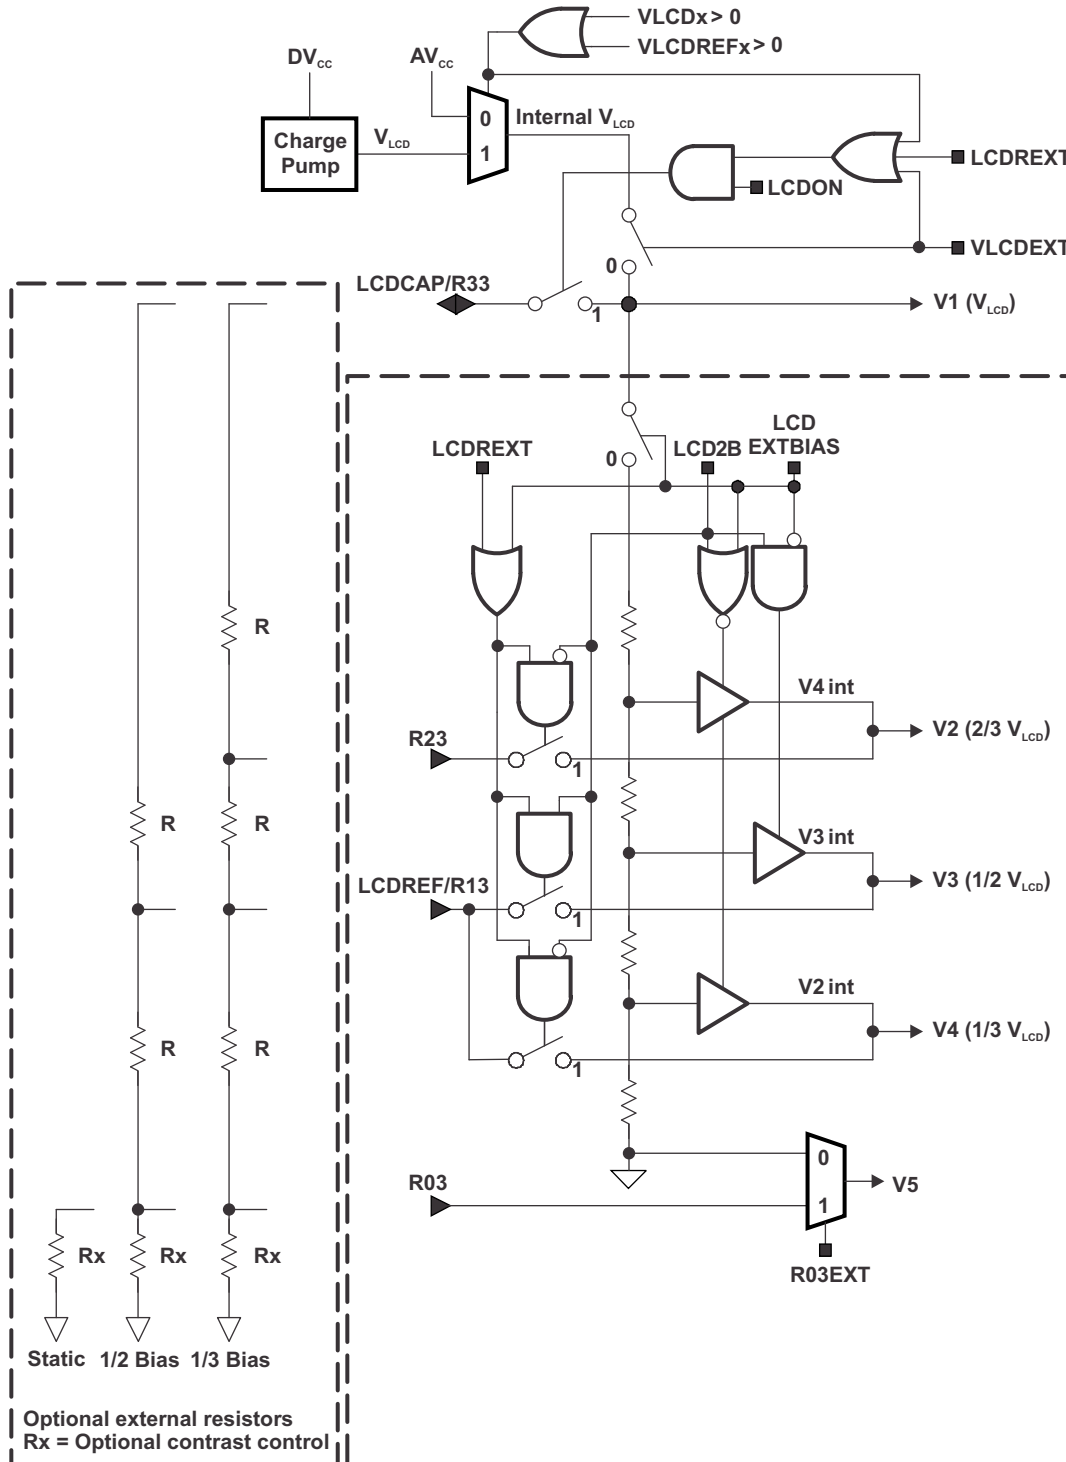 VLCDx > 0
VLCDREFx > 0
DVCC
AVCC
0
Internal VLCD
Charge
Pump
VLCD
1
LCDREXT
LCDON
VLCDEXT
0
LCDCAP/R33
1
V1 (VLCD)
LCDREXT
0
LCD2B
LCD
EXTBIAS
R
V4 int
R23
V2 (2/3 VLCD)
1
R
R
V3 int
LCDREF/R13
V3 (1/2 VLCD)
1
V2 int
R
R
V4 (1/3 VLCD)
1
0
R03
V5
1
Rx
Rx
Rx
R03EXT
Static
1/2 Bias
1/3 Bias
Optional external resistors
Rx = Optional contrast control